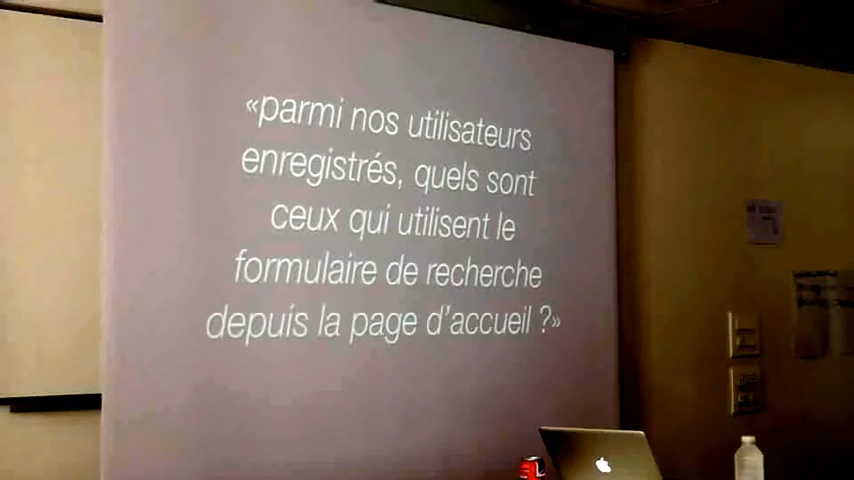 «parmi nos utilisateurs
enregistrés, quels sont
ceux qui utilisent le
formulaire de recherche
depuis la page d'accueil ?»